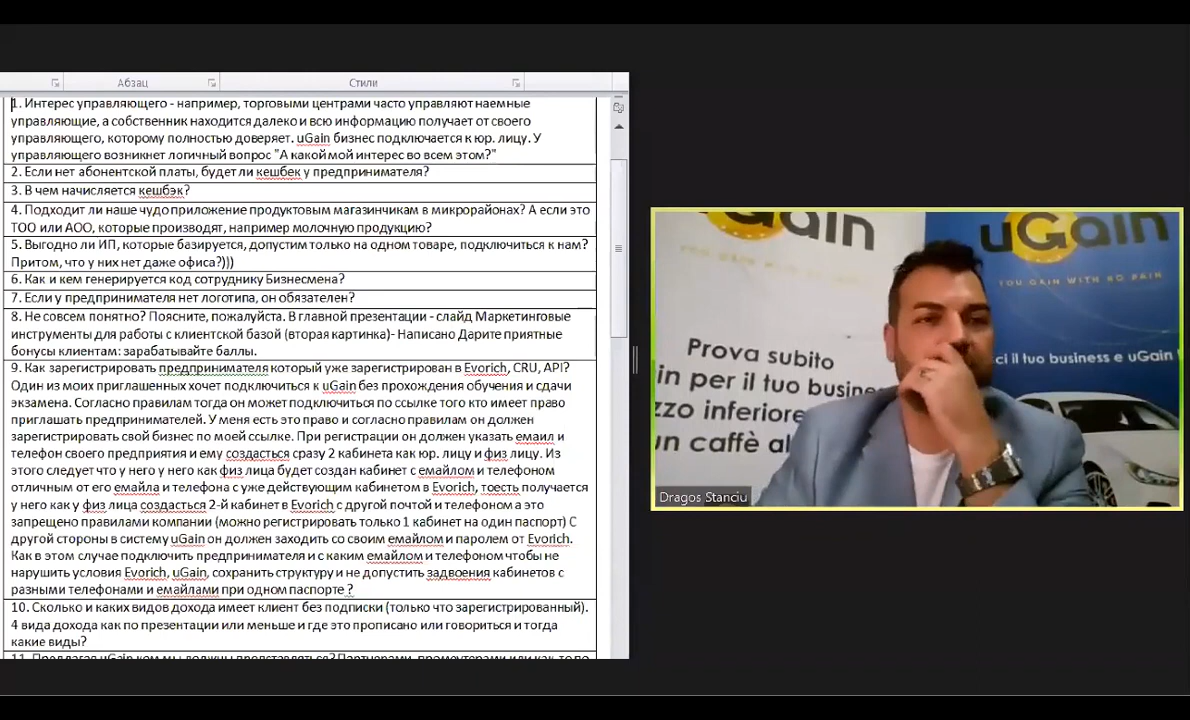 Абзац
Стили
1. Интерес управляющего - например, торговыми центрами часто управляют наемные
управляющие, а собственник находится далеко и всю информацию получает от своего
управляющего, которому полностью доверяет. uGain бизнес подключается к юр. лицу. У
управляющего возникнет логичный вопрос "А какой мой интерес во всем этом?"
2. Если нет абонентской платы, будет ли кешбек у предпринимателя?
3. В чем начисляется кешбэк?
4. Подходит ли наше чудо приложение продуктовым магазинчикам в микрорайонах? А если это
ТОО или АОО, которые производят, например молочную продукцию?
5. Выгодно ли ИП, которые базируется, допустим только на одном товаре, подключиться к нам?
Притом, что у них нет даже офиса?)))
6. Как и кем генерируется код сотруднику Бизнесмена?
7. Если у предпринимателя нет логотипа, он обязателен?
8. Не совсем понятно? Поясните, пожалуйста. В главной презентации - слайд Маркетинговые
инструменты для работы с клиентской базой (вторая картинка)- Написано Дарите приятные
бонусы клиентам: зарабатывайте баллы.
9. Как зарегистрировать предпринимателя который уже зарегистрирован в Evorich, CRU, API?
Один из моих приглашенных хочет подключиться к uGain без прохождения обучения и сдачи
экзамена. Согласно правилам тогда он может подключиться по ссылке того кто имеет право
приглашать предпринимателей. У меня есть это право и согласно правилам он должен
зарегистрировать свой бизнес по моей ссылке. При регистрации он должен указать емаил и
телефон своего предприятия и ему создасться сразу 2 кабинета как юр. лицу и физ лицу. Из
этого следует что у него у него как физ лица будет создан кабинет с емайлом и телефоном
отличным от его емайла и телефона с уже действующим кабинетом в Evorich, тоесть получается
у него как у физ лица создасться 2-й кабинет в Evorich с другой почтой и телефоном а это
запрещено правилами компании (можно регистрировать только 1 кабинет на один паспорт) С
другой стороны в систему uGain он должен заходить со своим емайлом и паролем от Evorich.
Как в этом случае подключить предпринимателя и с каким емайлом и телефоном чтобы не
нарушить условия Evorich, uGain, сохранить структуру и не допустить задвоения кабинетов с
разными телефонами и емайлами при одном паспорте ?
10. Сколько и каких видов дохода имеет клиент без подписки (только что зарегистрированный).
4 вида дохода как по презентации или меньше и где это прописано или говориться и тогда
какие виды?
uGain
YOU GAIN WITH NO PAIN
Prova subito
in per il tuo busine
zzo inferiore
un caffè al
ci il tuo business e uGain
Dragos Stanciu